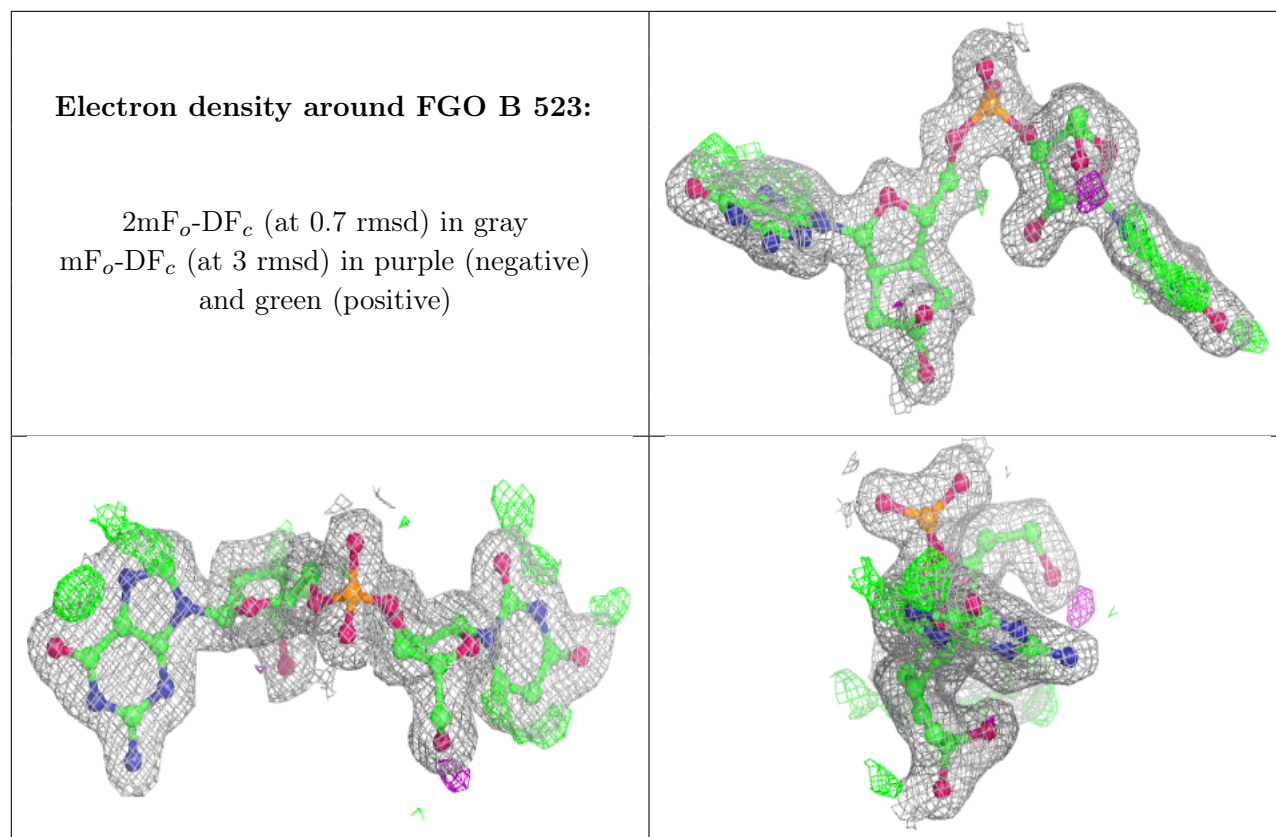 Electron density around FGO B 523:
2mFo-DFc (at 0.7 rmsd) in gray
mFo-DFc (at 3 rmsd) in purple (negative)
and green (positive)